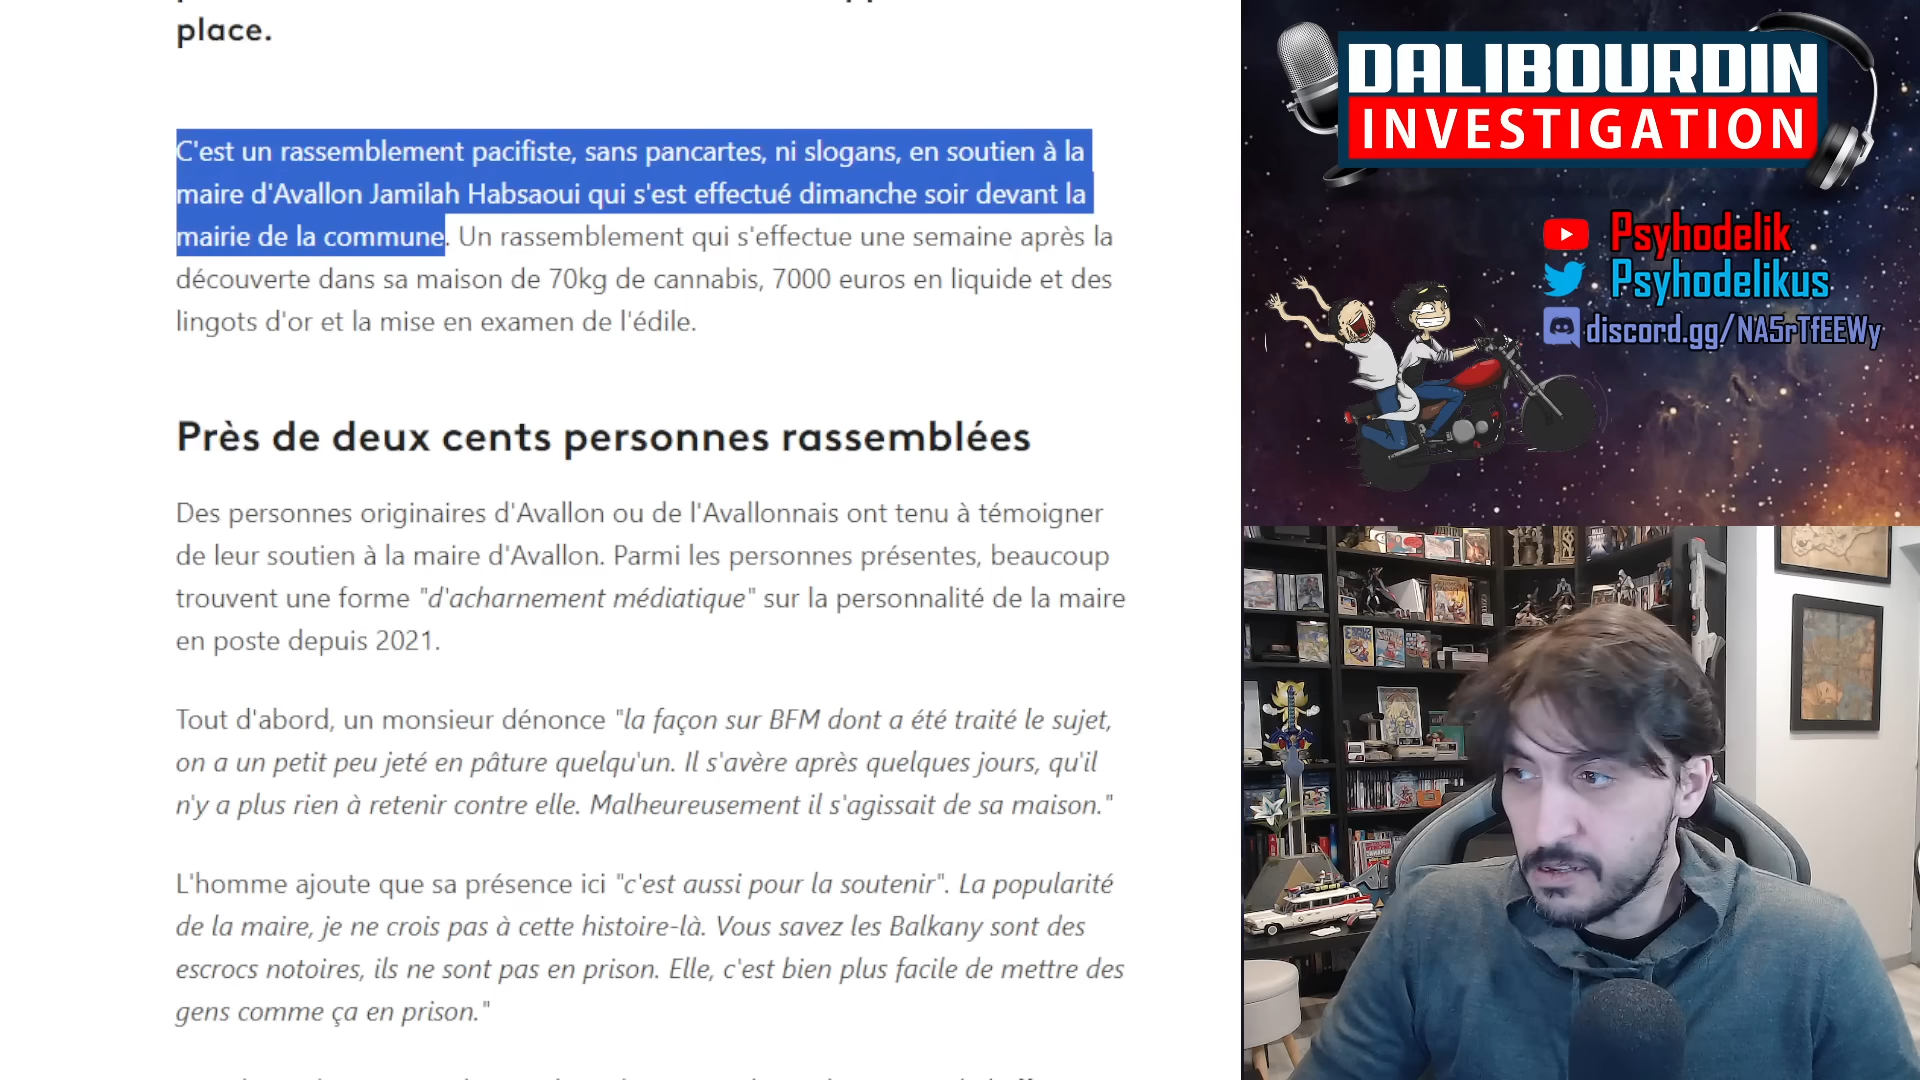 place.
C'est un rassemblement pacifiste, sans pancartes, ni slogans, en soutien à la
maire d'Avallon Jamilah Habsaoui qui s'est effectué dimanche soir devant la
mairie de la commune. Un rassemblement qui s'effectue une semaine après la
découverte dans sa maison de 70kg de cannabis, 7000 euros en liquide et des
lingots d'or et la mise en examen de l'édile.
Près de deux cents personnes rassemblées
Des personnes originaires d'Avallon ou de l'Avallonnais ont tenu à témoigner
de leur soutien à la maire d'Avallon. Parmi les personnes présentes, beaucoup
trouvent une forme "d'acharnement médiatique" sur la personnalité de la maire
en poste depuis 2021.
Tout d'abord, un monsieur dénonce "la façon sur BFM dont a été traité le sujet,
on a un petit peu jeté en pâture quelqu'un. Il s'avère après quelques jours, qu'il
n'y a plus rien à retenir contre elle. Malheureusement il s'agissait de sa maison."
L'homme ajoute que sa présence ici "c'est aussi pour la soutenir". La popularité
de la maire, je ne crois pas à cette histoire-là. Vous savez les Balkany sont des
escrocs notoires, ils ne sont pas en prison. Elle, c'est bien plus facile de mettre des
gens comme ça en prison."
DALIBOURDIN
INVESTIGATION
Psyhodelik
Psyhodelikus
discord.gg/NA5rTfEEWy